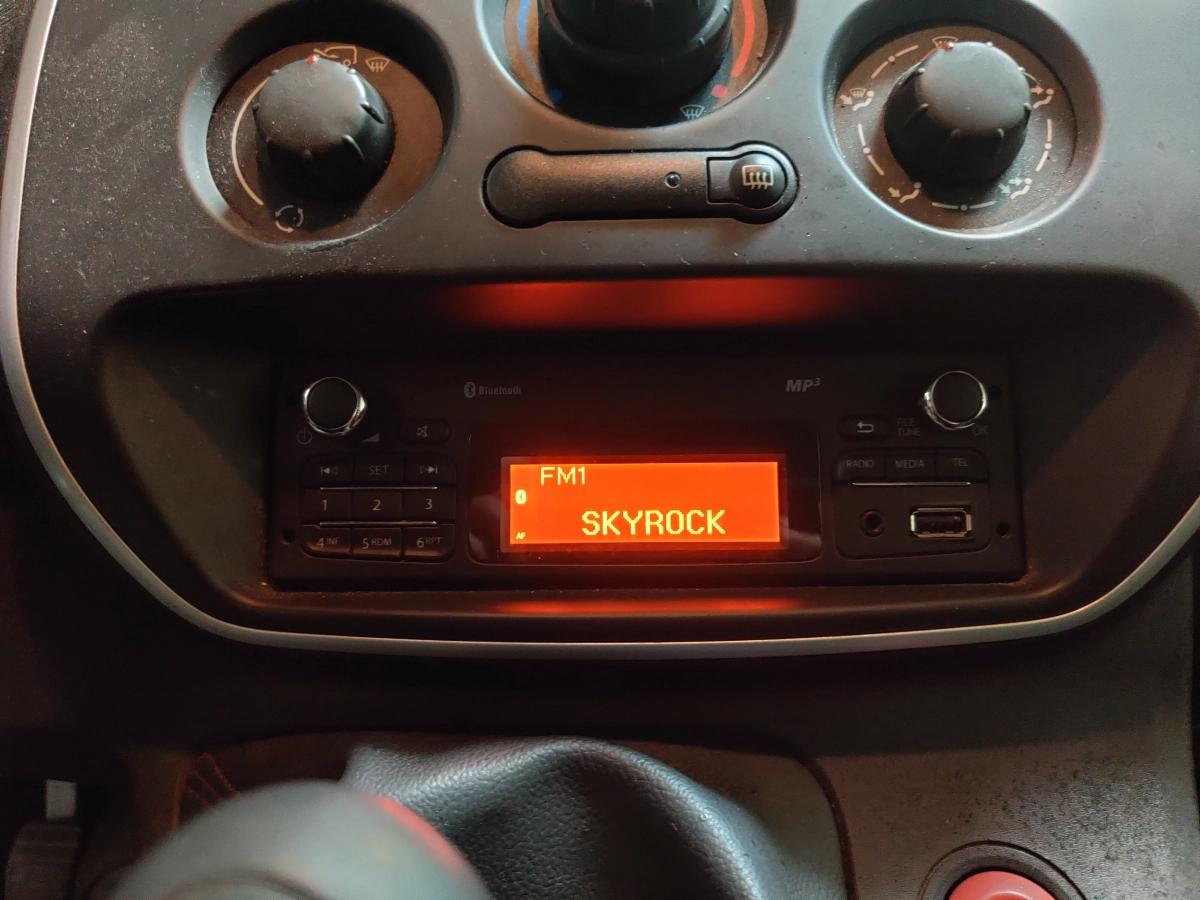 Bluetooth
MP3
FILE
TUNE
OK
SET
RADIO
MEDIA
TEL
1
2
3
4 INF
5 RDM
6 RPT
FM1
AF
SKYROCK